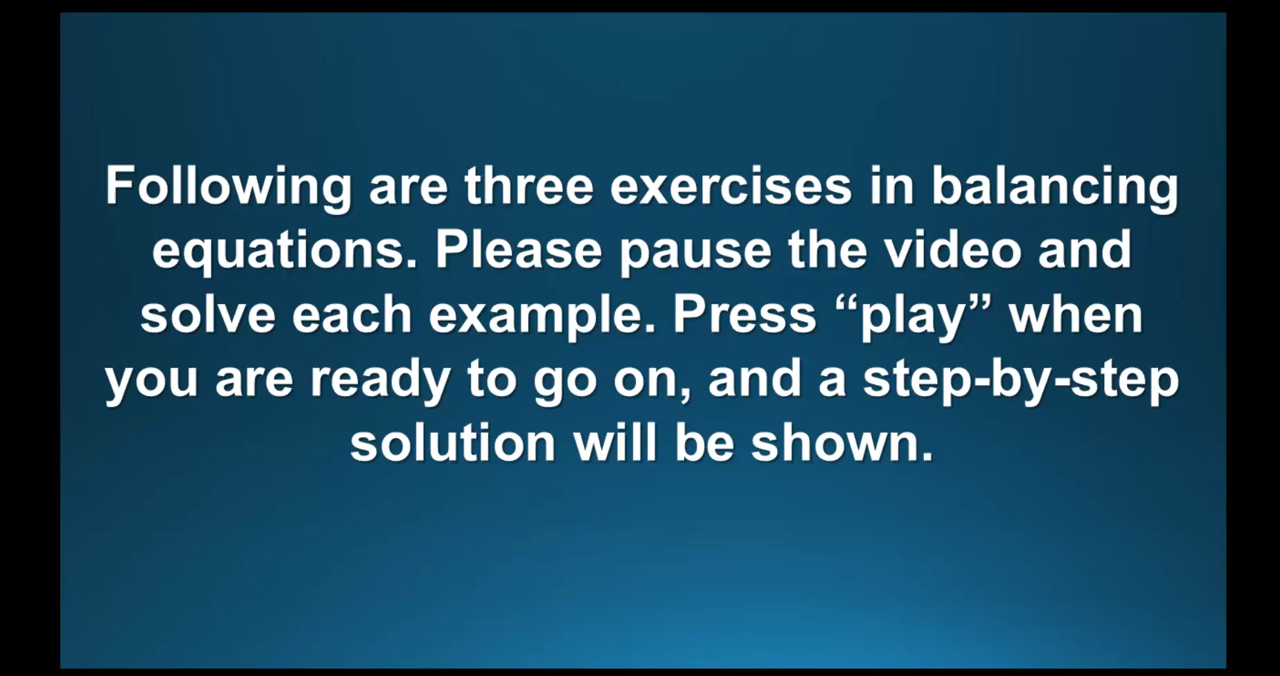 Following are three exercises in balancing
equations. Please pause the video and
solve each example. Press “play” when
you are ready to go on, and a step-by-step
solution will be shown.